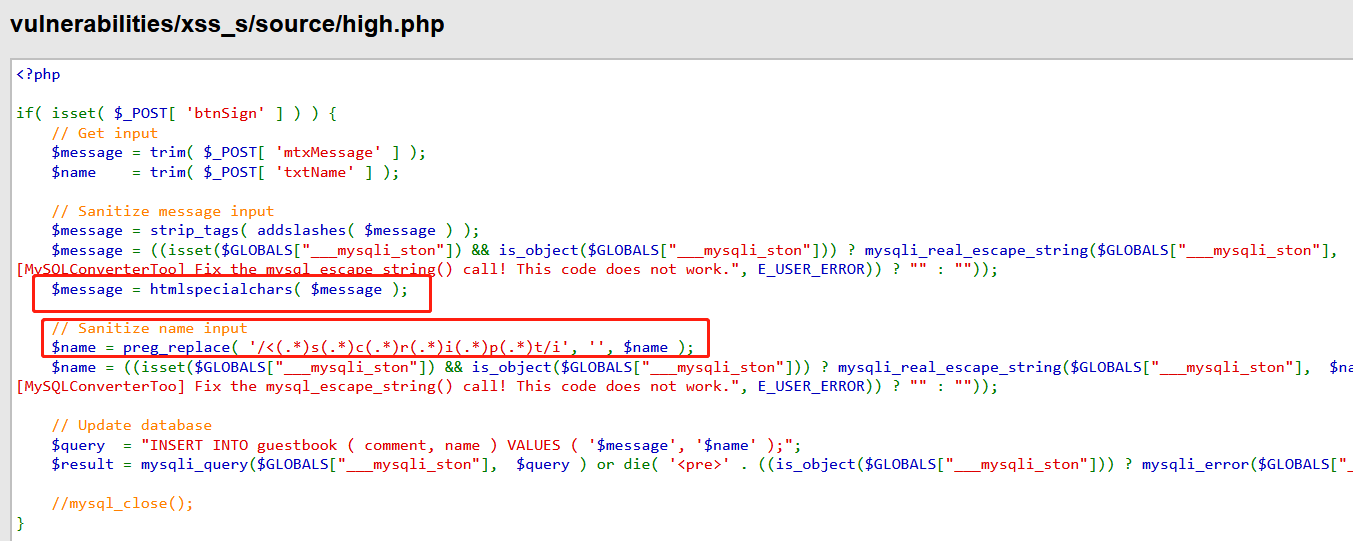 vulnerabilities/xss_s/source/high.php
<?php
if( isset( $_POST[ 'btnSign' ] ) ) {
    // Get input
    $message = trim( $_POST[ 'mtxMessage' ] );
    $name    = trim( $_POST[ 'txtName' ] );
    // Sanitize message input
    $message = strip_tags( addslashes( $message ) );
    $message = ((isset($GLOBALS["___mysqli_ston"]) && is_object($GLOBALS["___mysqli_ston"])) ? mysqli_real_escape_string($GLOBALS["___mysqli_ston"],
[MySQLConverterToo] Fix the mysql_escape_string() call! This code does not work.", E_USER_ERROR)) ? "" : ""));
    $message = htmlspecialchars( $message );
    // Sanitize name input
    $name = preg_replace( '/<(.*)s(.*)c(.*)r(.*)i(.*)p(.*)t/i', '', $name );
    $name = ((isset($GLOBALS["___mysqli_ston"]) && is_object($GLOBALS["___mysqli_ston"])) ? mysqli_real_escape_string($GLOBALS["___mysqli_ston"],  $na
[MySQLConverterToo] Fix the mysql_escape_string() call! This code does not work.", E_USER_ERROR)) ? "" : ""));
    // Update database
    $query  = "INSERT INTO guestbook ( comment, name ) VALUES ( '$message', '$name' );";
    $result = mysqli_query($GLOBALS["___mysqli_ston"],  $query ) or die( '<pre>' . ((is_object($GLOBALS["___mysqli_ston"])) ? mysqli_error($GLOBALS["_
    //mysql_close();
}